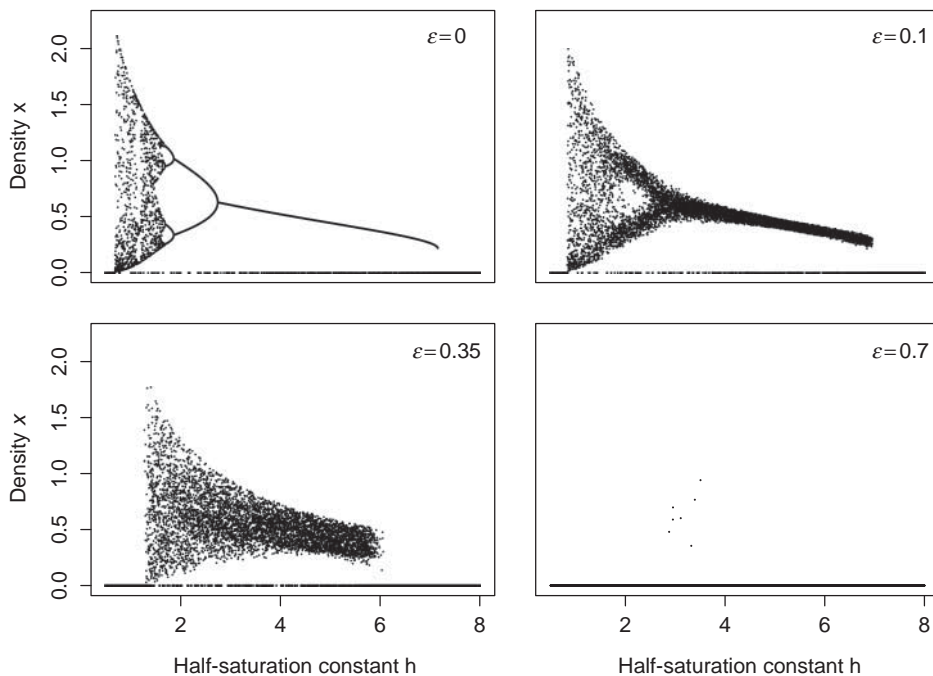 ε=0
ε=0.1
Density x
2.0
1.5
1.0
0.5
0.0
ε=0.35
ε=0.7
Density x
2.0
1.5
1.0
0.5
0.0
2 4 6 8
2 4 6 8
Half-saturation constant h
Half-saturation constant h